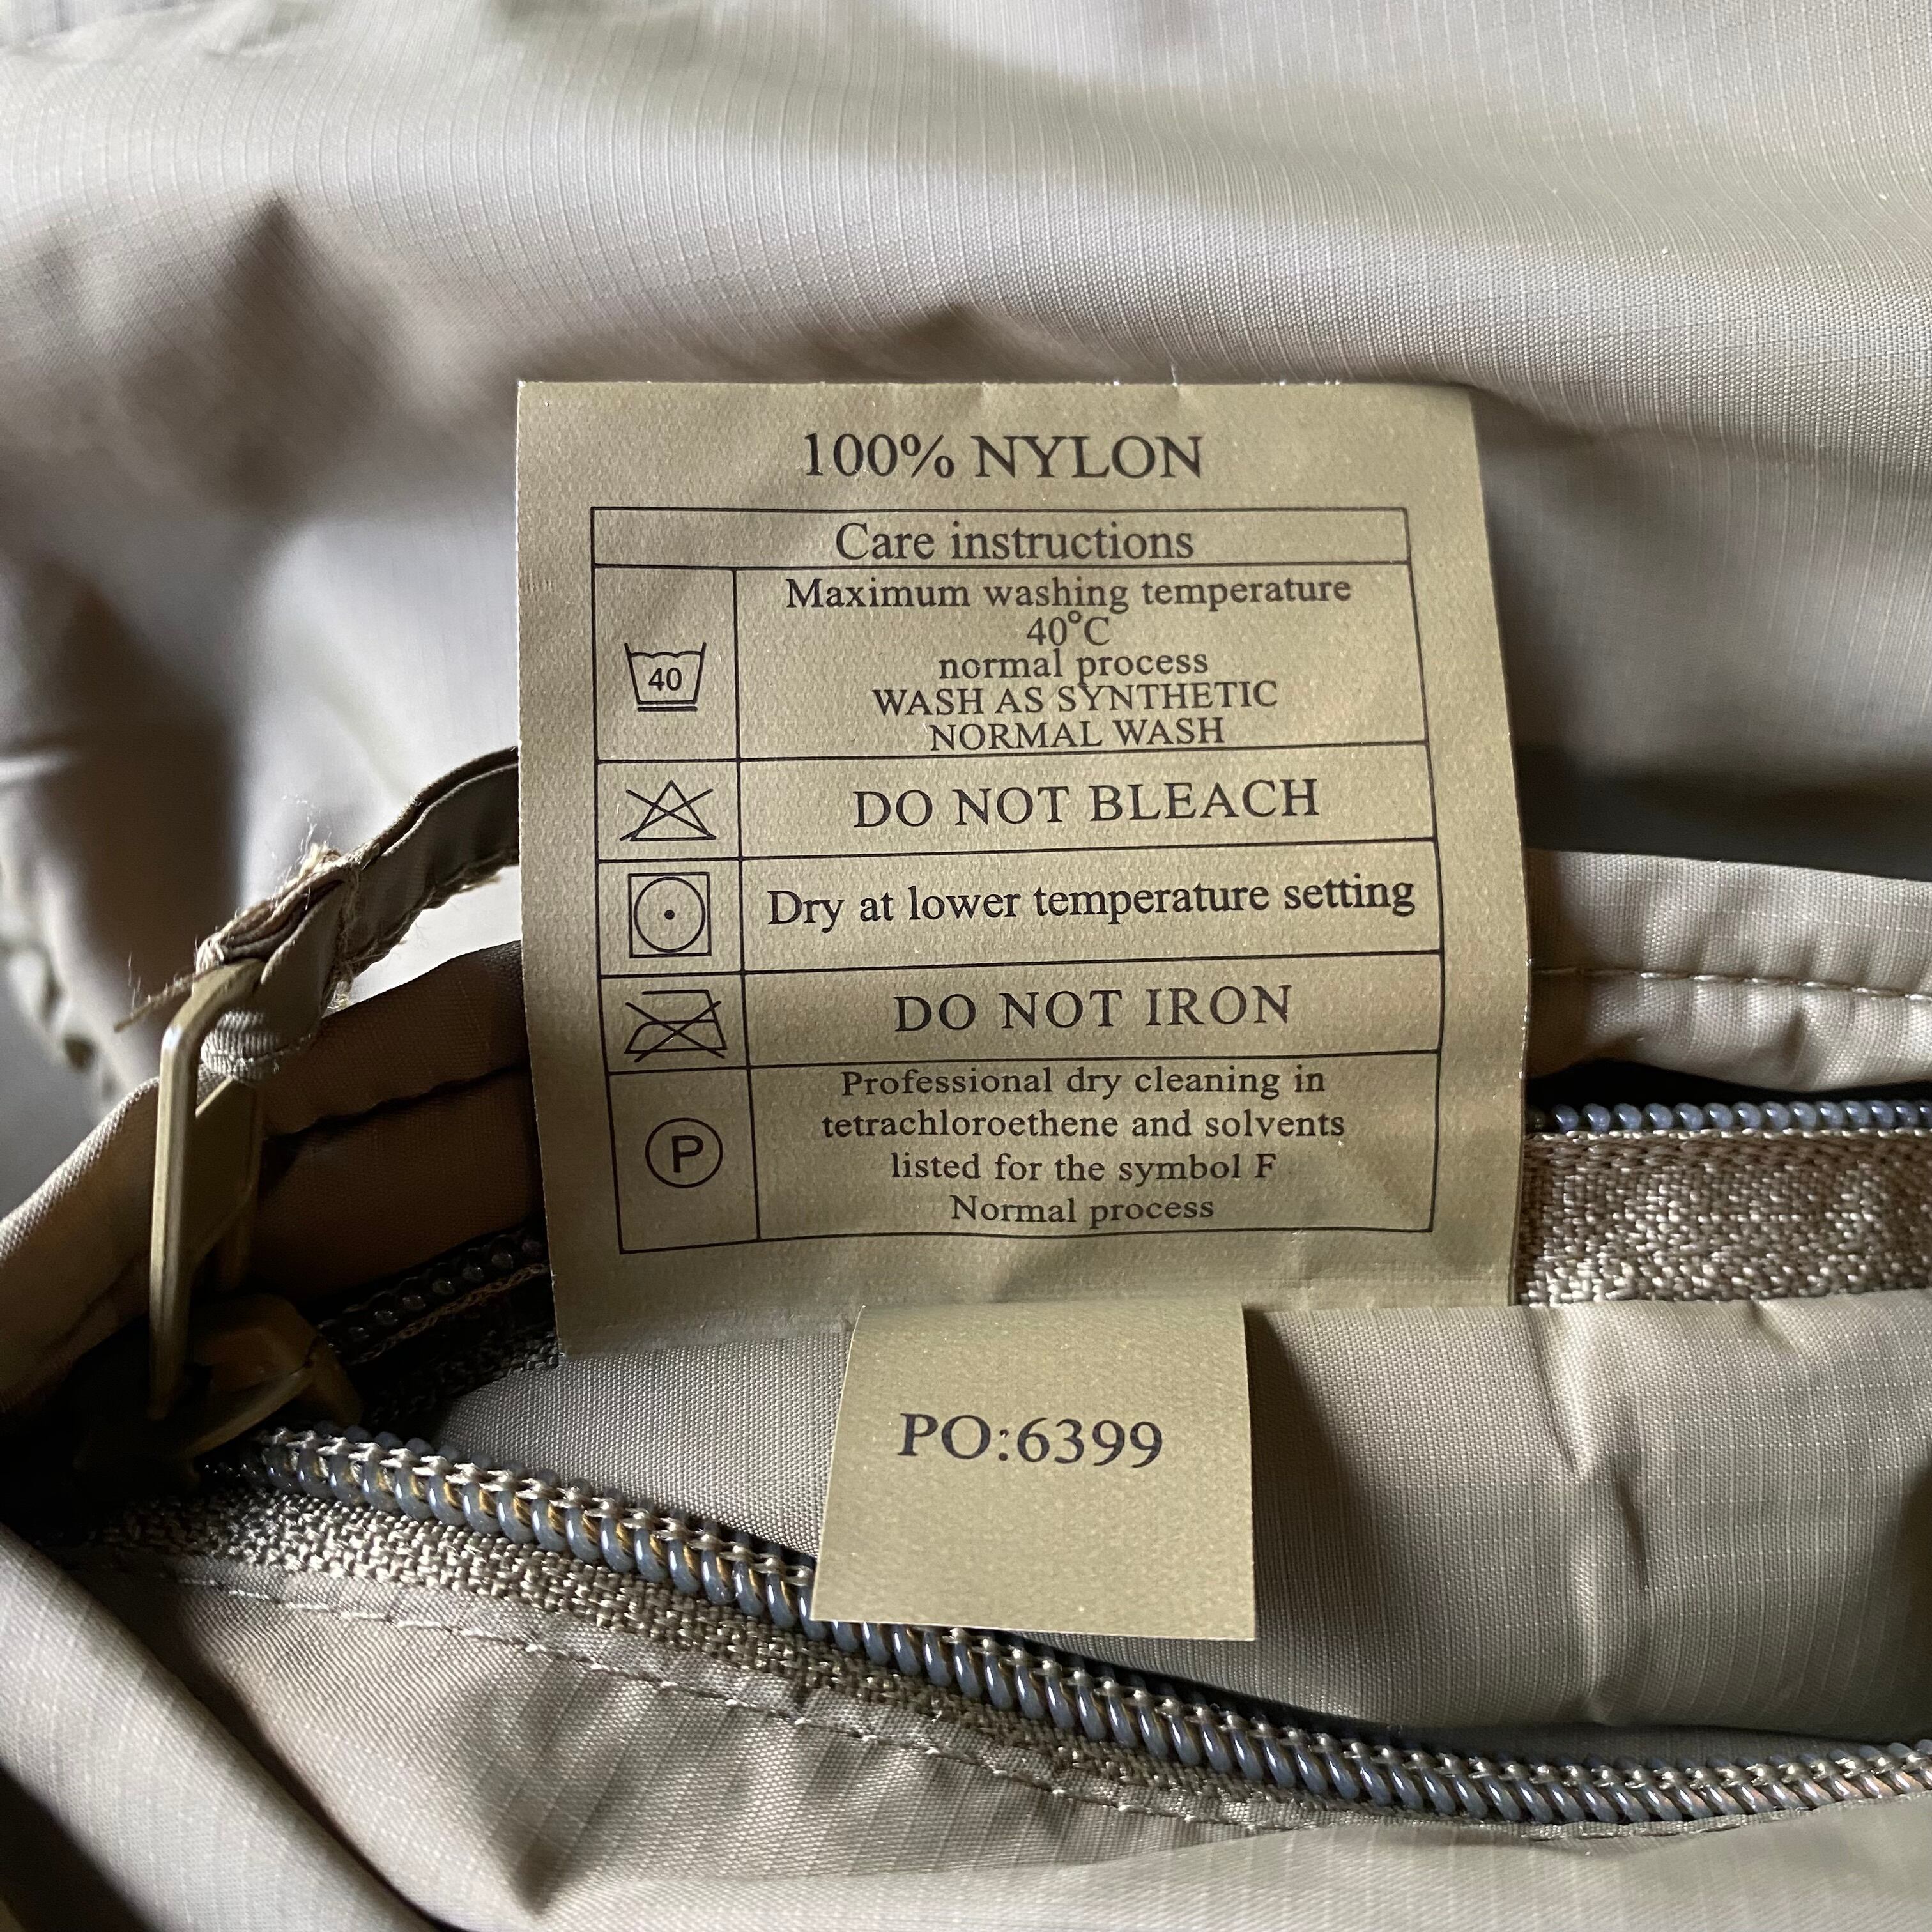 100% NYLON
Care instructions
Maximum washing temperature
40°C
normal process
40
WASH AS SYNTHETIC
NORMAL WASH
DO NOT BLEACH
Dry at lower temperature setting
DO NOT IRON
Professional dry cleaning in
tetrachloroethene and solvents
P
listed for the symbol F
Normal process
PO:6399